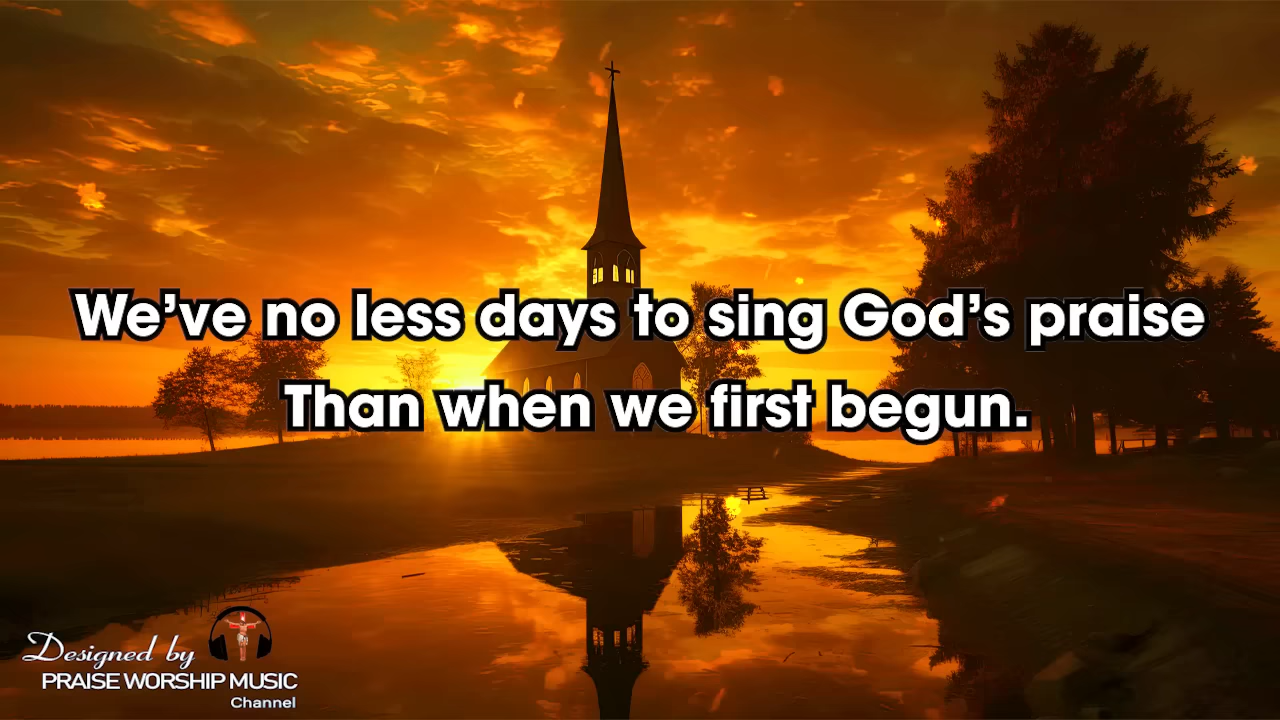 We’ve no less days to sing God’s praise
Than when we first begun.
Designed by
PRAISE WORSHIP MUSIC
Channel